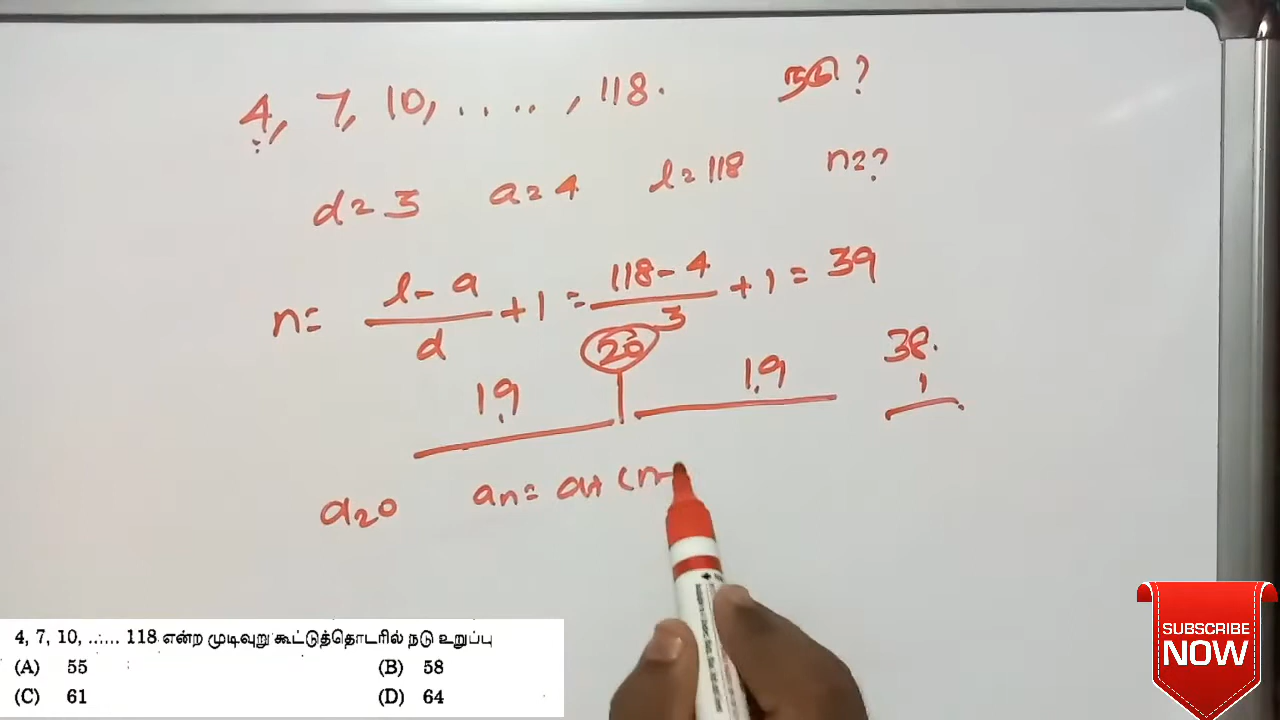 4, 7, 10, . . . . , 118. நடு ?
d = 3 a = 4 l = 118 n = ?
n = l - a / d + 1 = 118 - 4 / 3 + 1 = 39
19 20 19 38.
1
a20 an = a + (n -
4, 7, 10, ...... 118 என்ற முடிவுறு கூட்டுத்தொடரில் நடு உறுப்பு
(A) 55 (B) 58
(C) 61 (D) 64
SUBSCRIBE
NOW